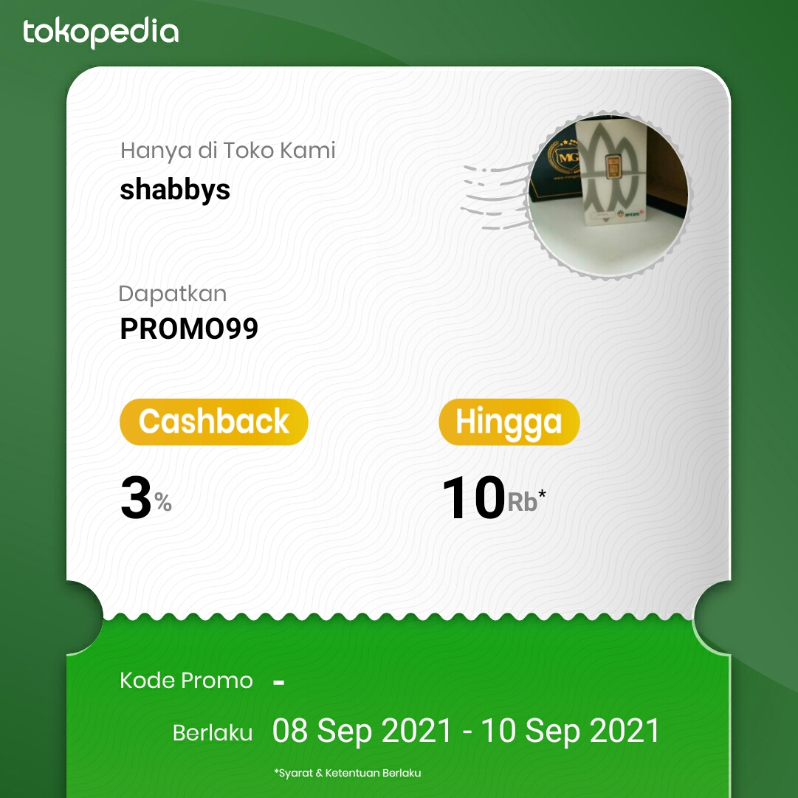 tokopedia
Hanya di Toko Kami
shabbys
MG
Dapatkan
PROMO99
Cashback
Hingga
3%
10Rb*
Kode Promo -
Berlaku 08 Sep 2021 - 10 Sep 2021
*Syarat & Ketentuan Berlaku